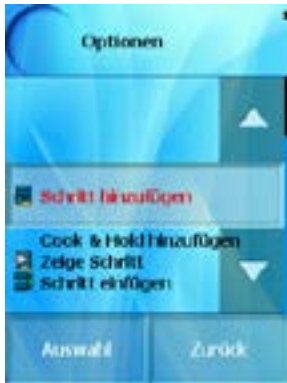 Optionen
Schritt hinzufügen
Cook & Hold hinzufügen
Zeige Schritt
Schritt einfügen
Auswahl Zurück